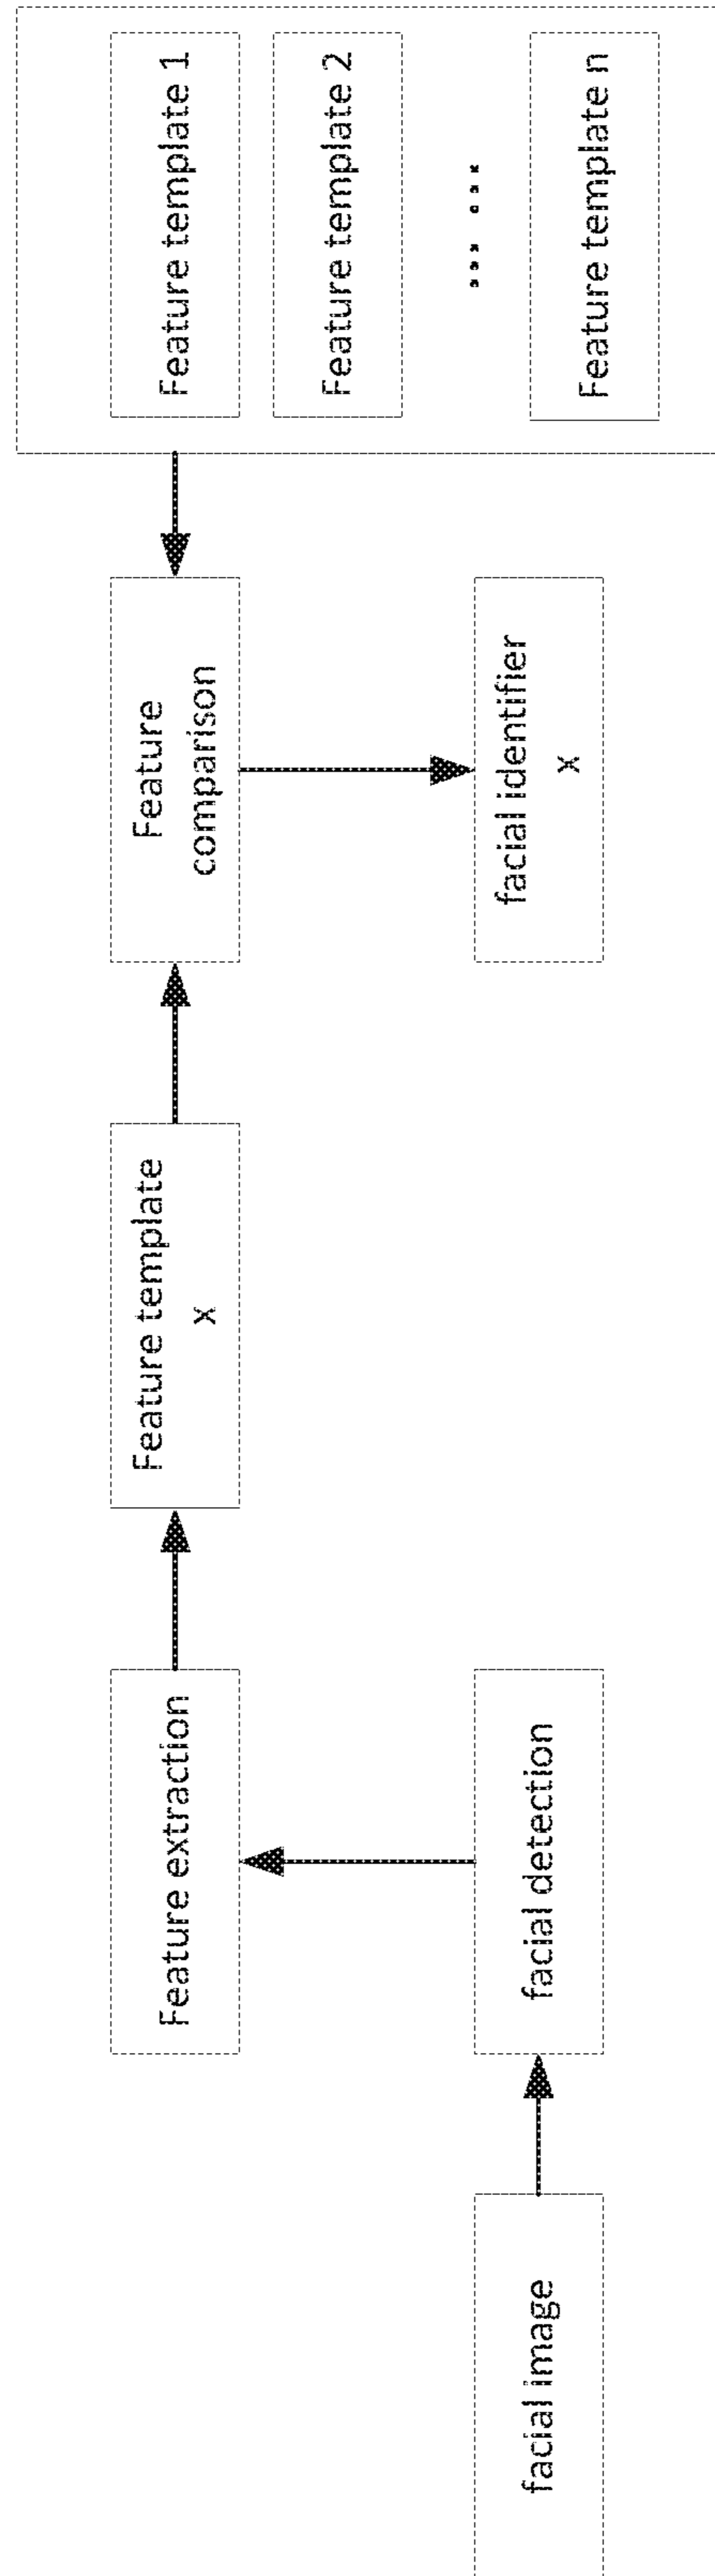 facial image
facial detection
Feature extraction
Feature template
x
Feature
comparison
facial identifier
x
Feature template 1
Feature template 2
... ...
Feature template n